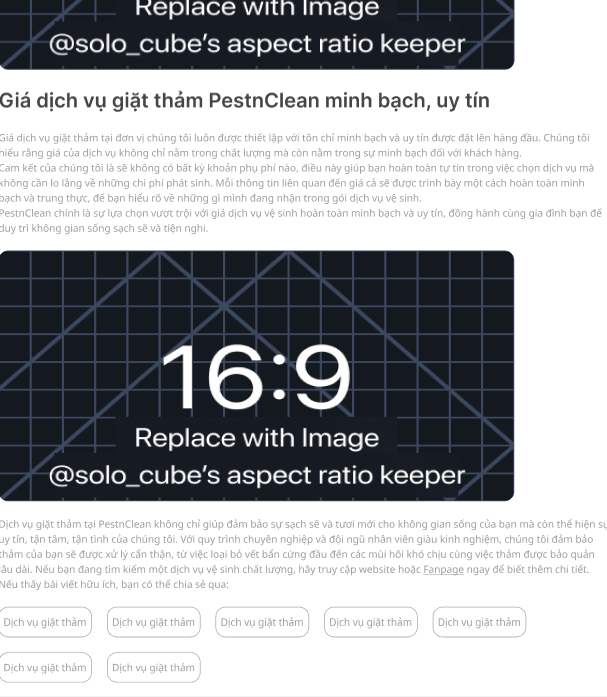 Replace with Image
@solo_cube's aspect ratio keeper
Giá dịch vụ giặt thảm PestnClean minh bạch, uy tín
Giá dịch vụ giặt thảm tại đơn vị chúng tôi luôn được thiết lập với tôn chỉ minh bạch và uy tín được đặt lên hàng đầu. Chúng tôi
hiểu rằng giá của dịch vụ không chỉ nằm trong chất lượng mà còn nằm trong sự minh bạch đối với khách hàng.
Cam kết của chúng tôi là sẽ không có bất kỳ khoản phụ phí nào, điều này giúp bạn hoàn toàn tự tin trong việc chọn dịch vụ mà
không cần lo lắng về những chi phí phát sinh. Mỗi thông tin liên quan đến giá cả sẽ được trình bày một cách hoàn toàn minh
bạch và trung thực, để bạn hiểu rõ về những gì mình đang nhận trong gói dịch vụ vệ sinh.
PestnClean chính là sự lựa chọn vượt trội với giá dịch vụ vệ sinh hoàn toàn minh bạch và uy tín, đồng hành cùng gia đình bạn để
duy trì không gian sống sạch sẽ và tiện nghi.
16:9
Replace with Image
@solo_cube's aspect ratio keeper
Dịch vụ giặt thảm tại PestnClean không chỉ giúp đảm bảo sự sạch sẽ và tươi mới cho không gian sống của bạn mà còn thể hiện sự
uy tín, tận tâm, tận tình của chúng tôi. Với quy trình chuyên nghiệp và đội ngũ nhân viên giàu kinh nghiệm, chúng tôi đảm bảo
thảm của bạn sẽ được xử lý cẩn thận, từ việc loại bỏ vết bẩn cứng đầu đến các mùi hôi khó chịu cùng việc thảm được bảo quản
lâu dài. Nếu bạn đang tìm kiếm một dịch vụ vệ sinh chất lượng, hãy truy cập website hoặc Fanpage ngay để biết thêm chi tiết.
Nếu thấy bài viết hữu ích, bạn có thể chia sẻ qua:
Dịch vụ giặt thảm Dịch vụ giặt thảm Dịch vụ giặt thảm Dịch vụ giặt thảm Dịch vụ giặt thảm
Dịch vụ giặt thảm Dịch vụ giặt thảm